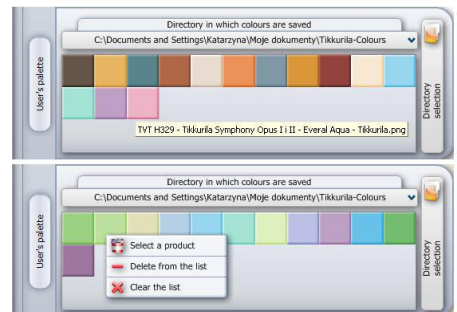 Directory in which colours are saved
C:\Documents and Settings\Katarzyna\Moje dokumenty\Tikkurila-Colours
User's palette
Directory
selection
TVT H329 - Tikkurila Symphony Opus I i II - Everal Aqua - Tikkurila.png
Directory in which colours are saved
C:\Documents and Settings\Katarzyna\Moje dokumenty\Tikkurila-Colours
User's palette
Directory
selection
Select a product
Delete from the list
Clear the list